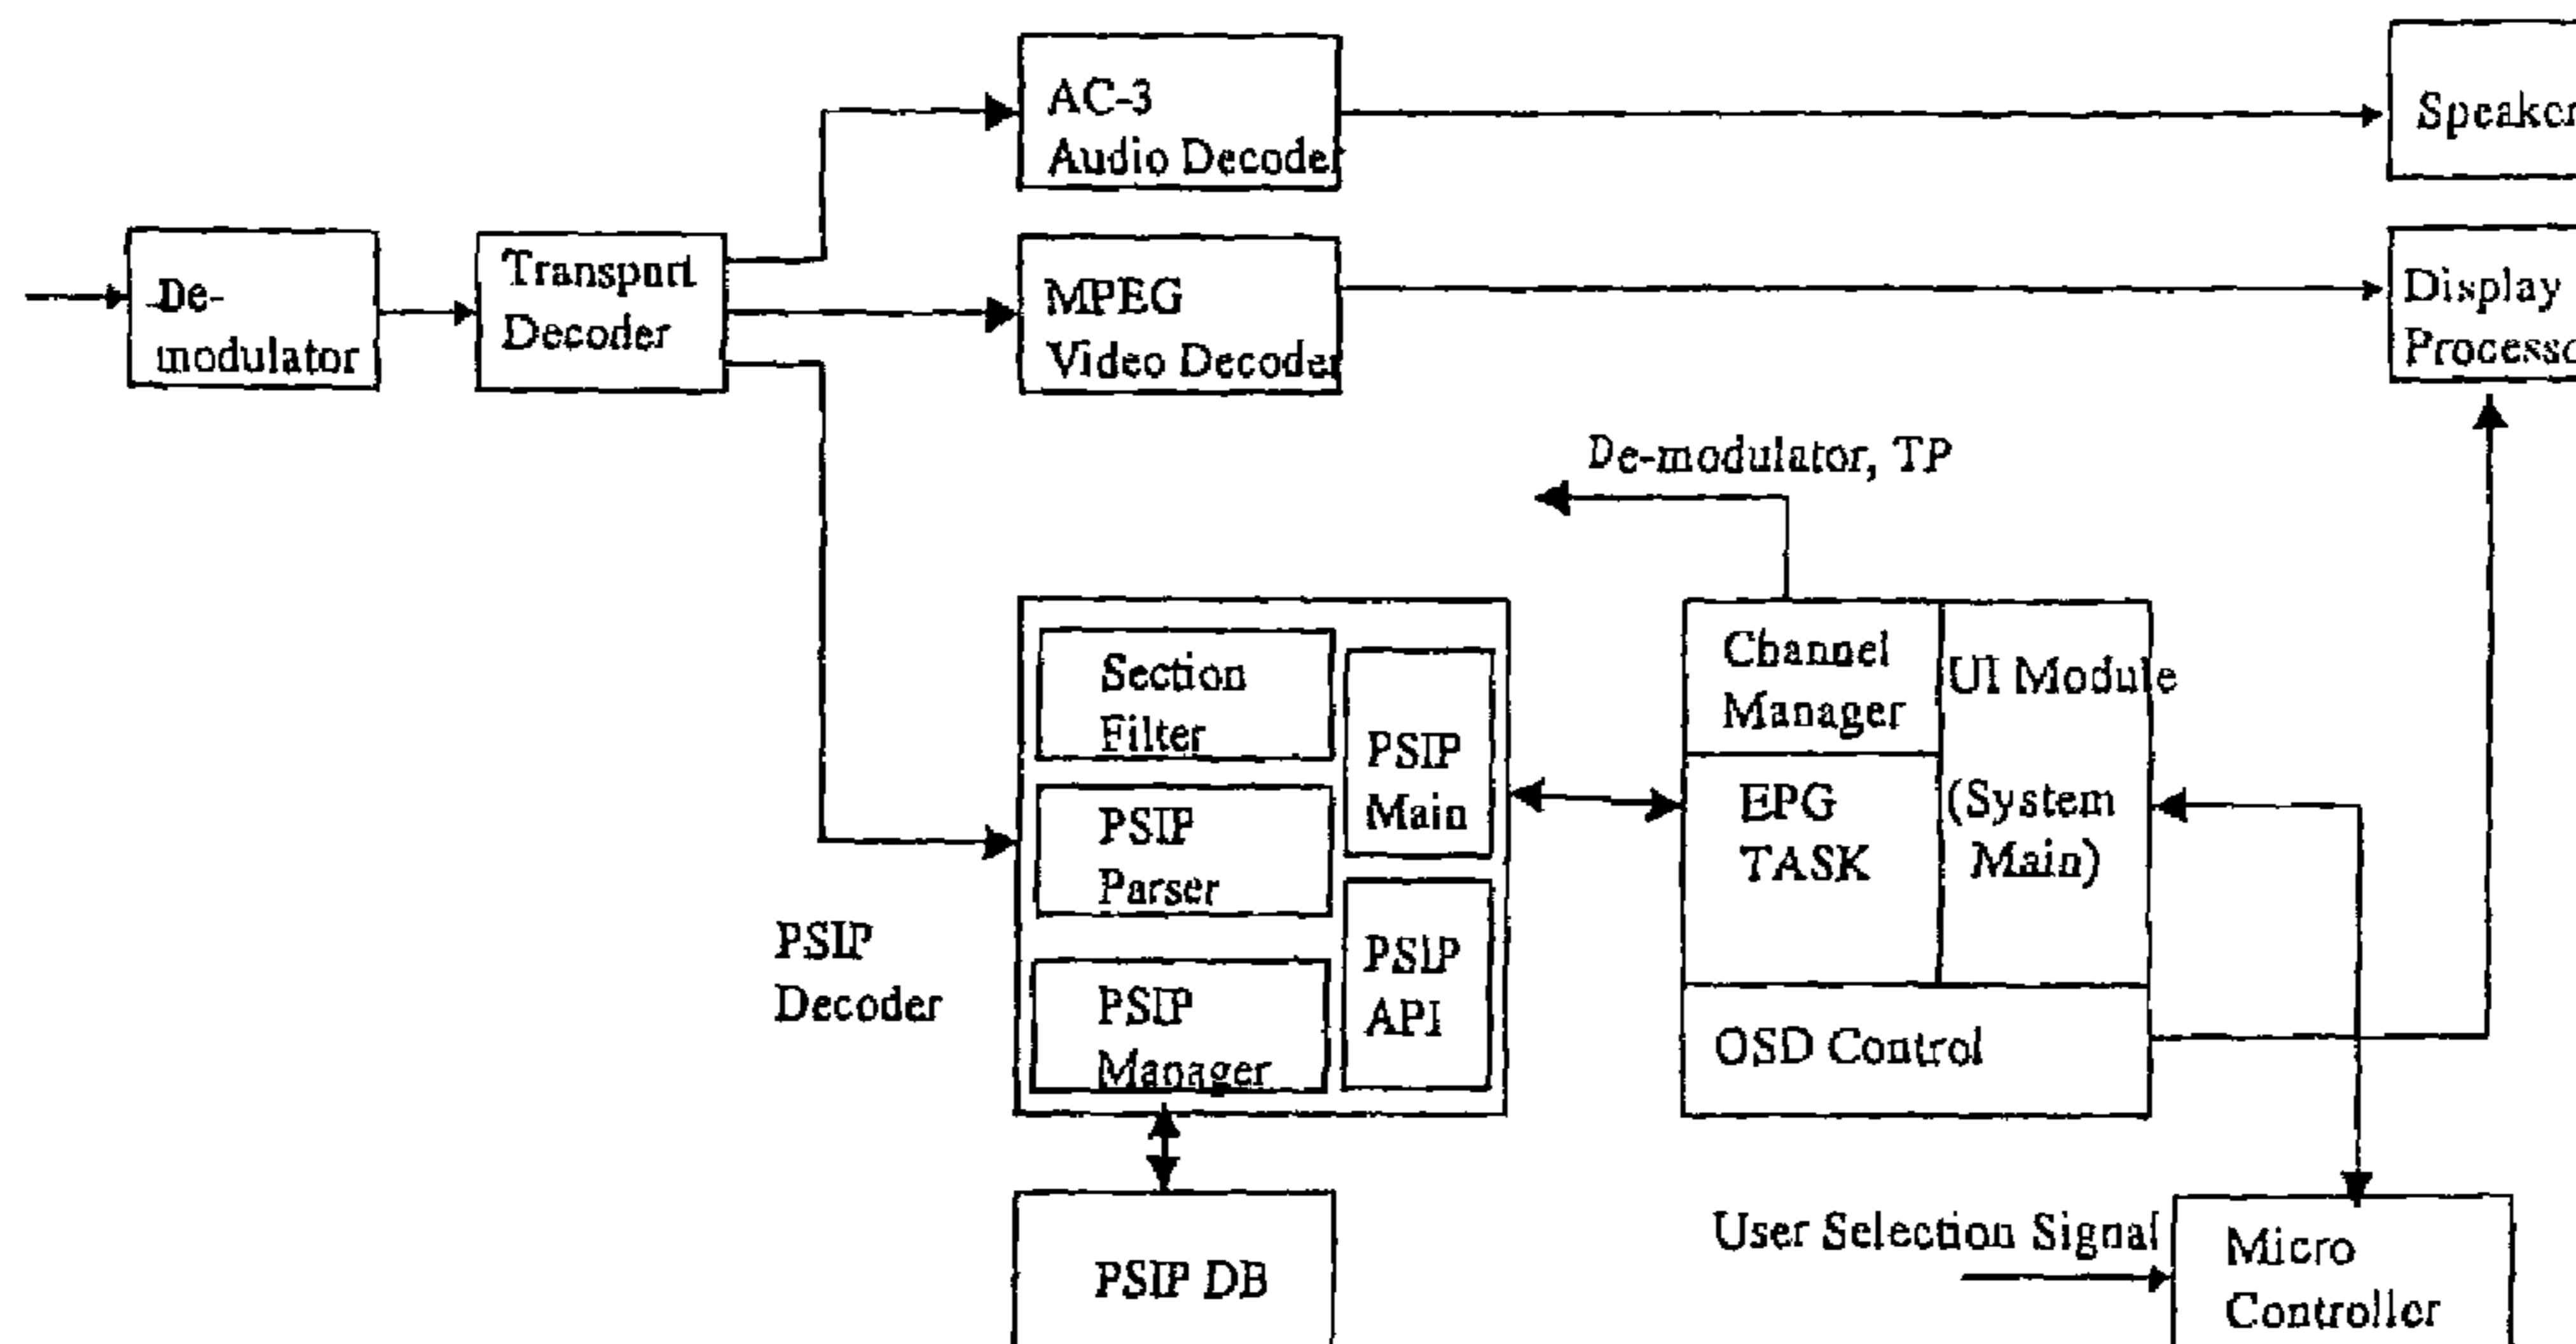 AC-3
Audio Decoder
Speaker
De-
modulator
Transport
Decoder
MPEG
Video Decoder
Display
De-modulator, TP
Section
Filter
PSIP
Main
PSIP
Parser
PSIP
Decoder
PSIP
Manager
PSIP
API
PSIP DB
Channel
Manager
UI Module
(System
Main)
EPG
TASK
OSD Control
User Selection Signal
Micro
Controller